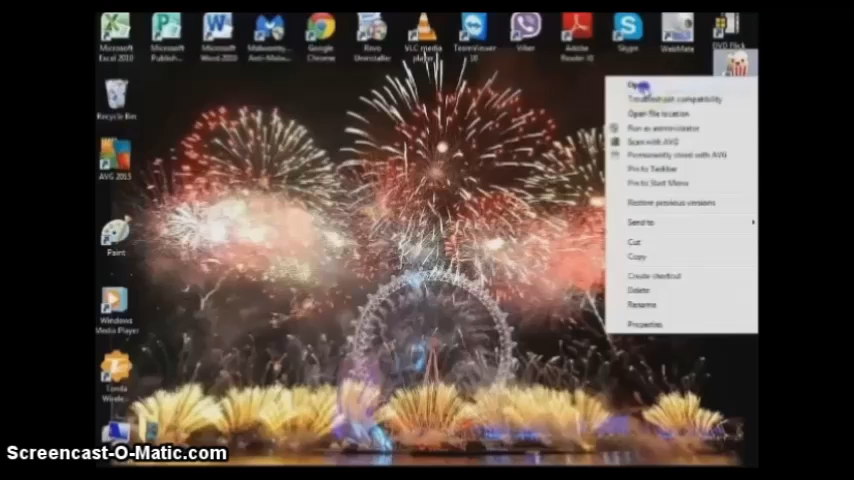 Microsoft Excel 2010
Microsoft Publish...
Microsoft Word 2010
Malwareby... Anti-Malw...
Google Chrome
Revo Uninstaller
VLC media player
TeamViewer 10
Viber
Adobe Reader XI
Skype
WebMate
DVD Flick
Open
Troubleshoot compatibility
Open file location
Run as administrator
Scan with AVG
Permanently shred with AVG
Pin to Taskbar
Pin to Start Menu
Restore previous versions
Send to
Cut
Copy
Create shortcut
Delete
Rename
Properties
Recycle Bin
AVG 2015
Paint
Windows Media Player
Screencast-O-Matic.com